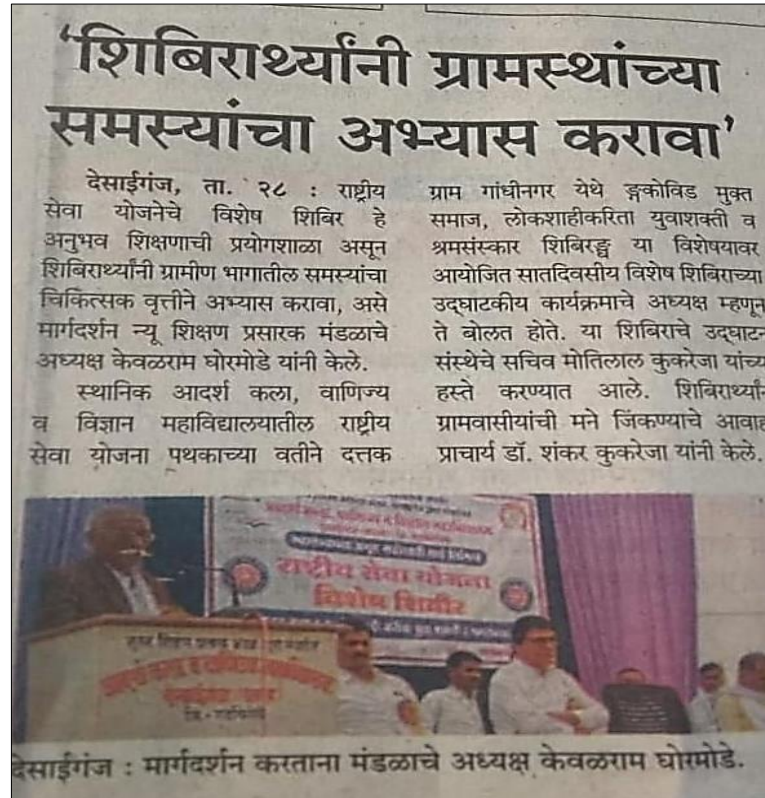 'शिबिरार्थ्यांनी ग्रामस्थांच्या
समस्यांचा अभ्यास करावा'
देसाईगंज, ता. २८ : राष्ट्रीय
सेवा योजनेचे विशेष शिबिर हे
अनुभव शिक्षणाची प्रयोगशाळा असून
शिबिरार्थ्यांनी ग्रामीण भागातील समस्यांचा
चिकित्सक वृत्तीने अभ्यास करावा, असे
मार्गदर्शन न्यू शिक्षण प्रसारक मंडळाचे
अध्यक्ष केवळराम घोरमोडे यांनी केले.
स्थानिक आदर्श कला, वाणिज्य
व विज्ञान महाविद्यालयातील राष्ट्रीय
सेवा योजना पथकाच्या वतीने दत्तक
ग्राम गांधीनगर येथे ङ्गकोविड मुक्त
समाज, लोकशाहीकरिता युवाशक्ती व
श्रमसंस्कार शिबिरङ्घ या विशेषयावर
आयोजित सातदिवसीय विशेष शिबिराच्या
उद्घाटकीय कार्यक्रमाचे अध्यक्ष म्हणून
ते बोलत होते. या शिबिराचे उद्घाटन
संस्थेचे सचिव मोतिलाल कुकरेजा यांच्य
हस्ते करण्यात आले. शिबिरार्थ्यांन
ग्रामवासीयांची मने जिंकण्याचे आवाह
प्राचार्य डॉ. शंकर कुकरेजा यांनी केले.
राष्ट्रीय सेवा योजना
विशेष शिबीर
देसाईगंज : मार्गदर्शन करताना मंडळाचे अध्यक्ष केवळराम घोरमोडे.